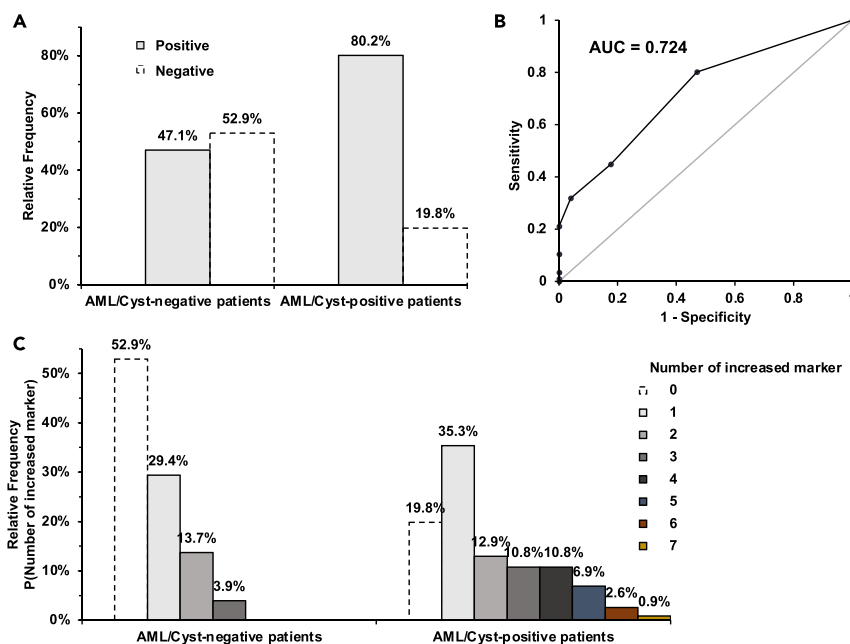 A
Positive
Negative
80%
60%
40%
20%
0%
Relative Frequency
47.1%
52.9%
80.2%
19.8%
AML/Cyst-negative patients
AML/Cyst-positive patients
B
AUC = 0.724
Sensitivity
1
0.8
0.6
0.4
0.2
0
0
0.2
0.4
0.6
0.8
1 - Specificity
C
Relative Frequency
P(Number of increased marker)
50%
40%
30%
20%
10%
0%
52.9%
29.4%
13.7%
3.9%
19.8%
35.3%
12.9%
10.8%
10.8%
6.9%
2.6%
0.9%
AML/Cyst-negative patients
AML/Cyst-positive patients
Number of increased marker
0
1
2
3
4
5
6
7